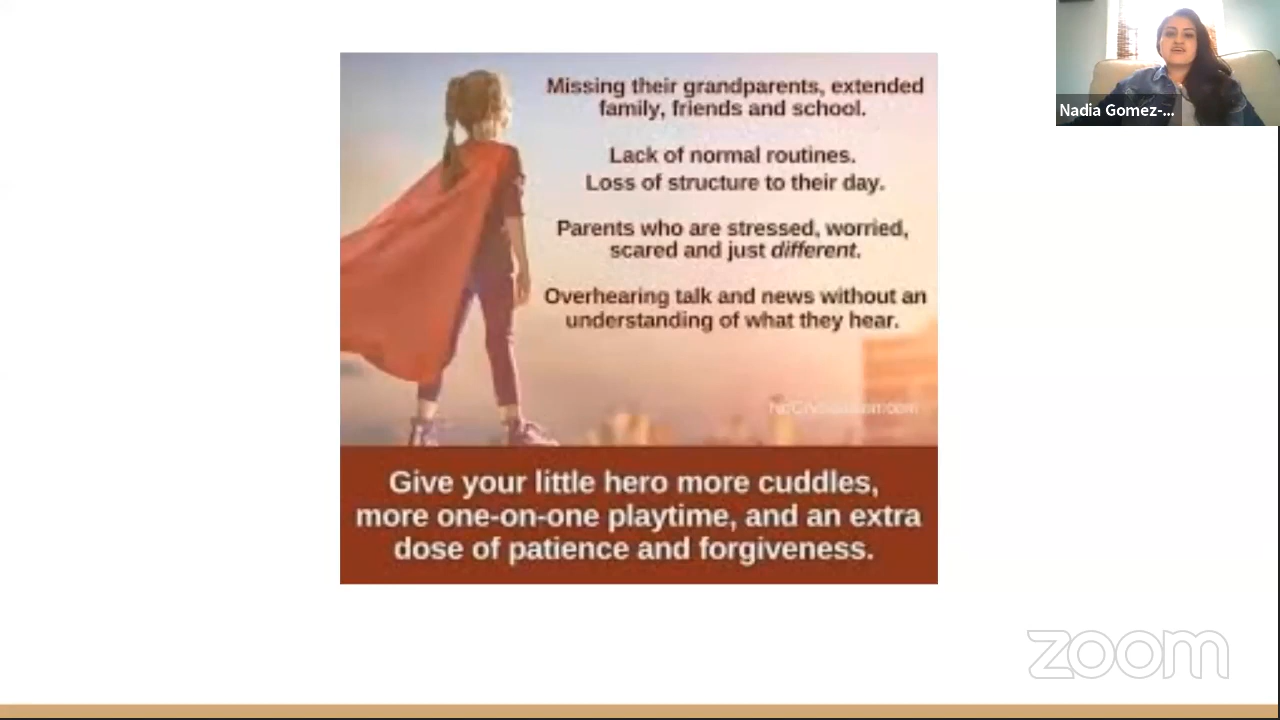 Missing their grandparents, extended
family, friends and school.
Lack of normal routines.
Loss of structure to their day.
Parents who are stressed, worried,
scared and just different.
Overhearing talk and news without an
understanding of what they hear.
Give your little hero more cuddles,
more one-on-one playtime, and an extra
dose of patience and forgiveness.
Nadia Gomez-...
zoom